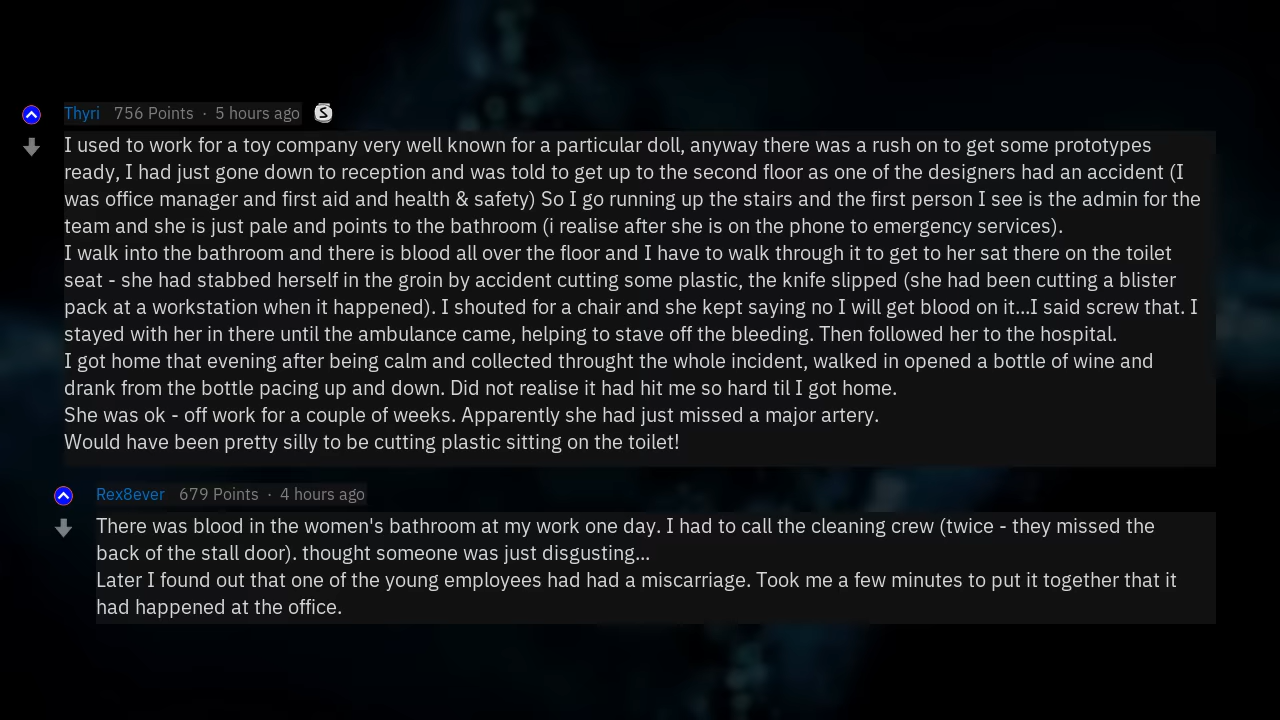 Thyri 756 Points · 5 hours ago S
I used to work for a toy company very well known for a particular doll, anyway there was a rush on to get some prototypes
ready, I had just gone down to reception and was told to get up to the second floor as one of the designers had an accident (I
was office manager and first aid and health & safety) So I go running up the stairs and the first person I see is the admin for the
team and she is just pale and points to the bathroom (i realise after she is on the phone to emergency services).
I walk into the bathroom and there is blood all over the floor and I have to walk through it to get to her sat there on the toilet
seat - she had stabbed herself in the groin by accident cutting some plastic, the knife slipped (she had been cutting a blister
pack at a workstation when it happened). I shouted for a chair and she kept saying no I will get blood on it...I said screw that. I
stayed with her in there until the ambulance came, helping to stave off the bleeding. Then followed her to the hospital.
I got home that evening after being calm and collected throught the whole incident, walked in opened a bottle of wine and
drank from the bottle pacing up and down. Did not realise it had hit me so hard til I got home.
She was ok - off work for a couple of weeks. Apparently she had just missed a major artery.
Would have been pretty silly to be cutting plastic sitting on the toilet!
Rex8ever 679 Points · 4 hours ago
There was blood in the women's bathroom at my work one day. I had to call the cleaning crew (twice - they missed the
back of the stall door). thought someone was just disgusting...
Later I found out that one of the young employees had had a miscarriage. Took me a few minutes to put it together that it
had happened at the office.